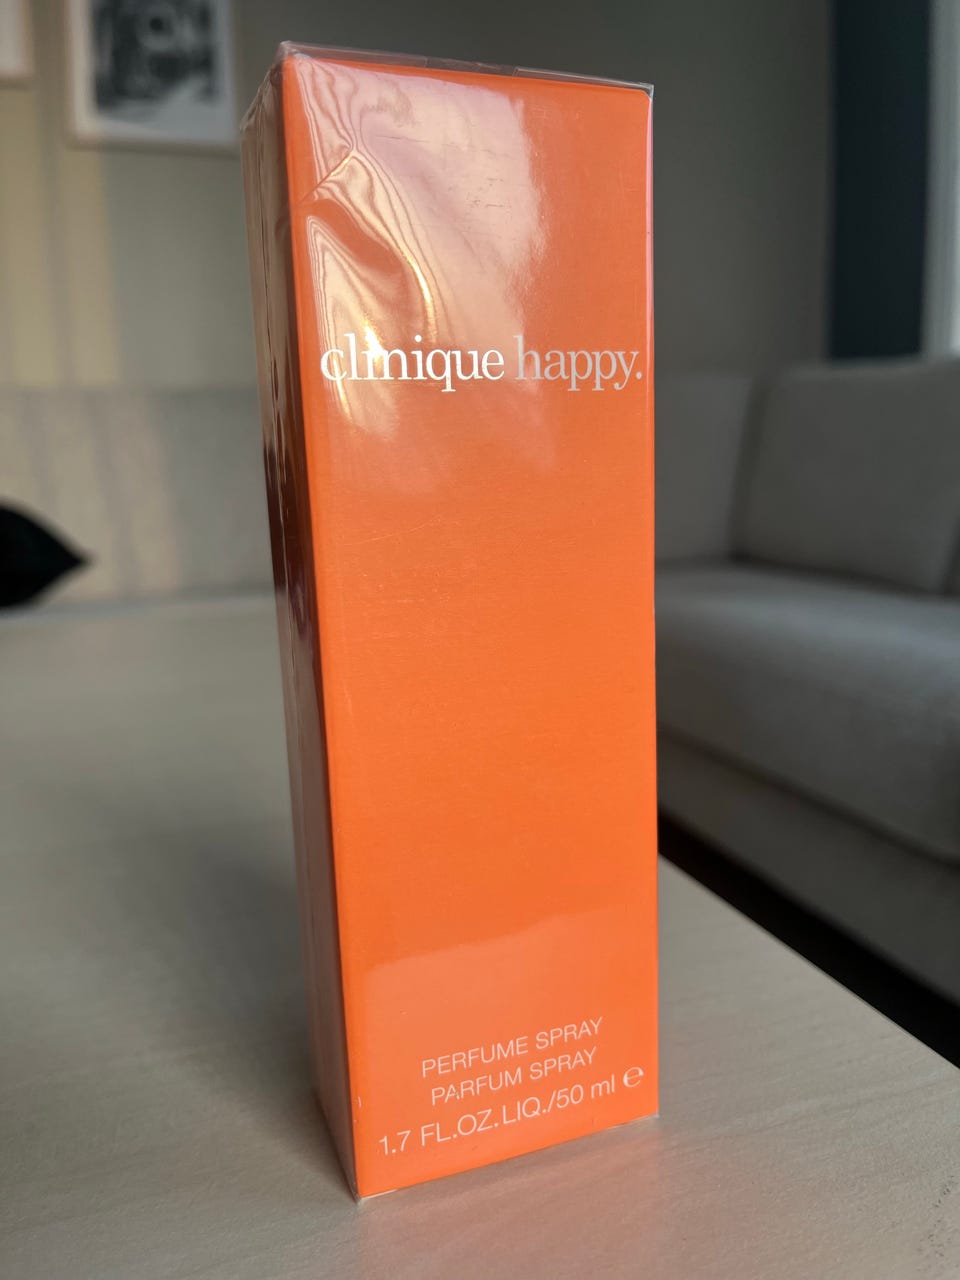 clinique happy.
PERFUME SPRAY
PARFUM SPRAY
1.7 FL.OZ.LIQ./50 ml ℮